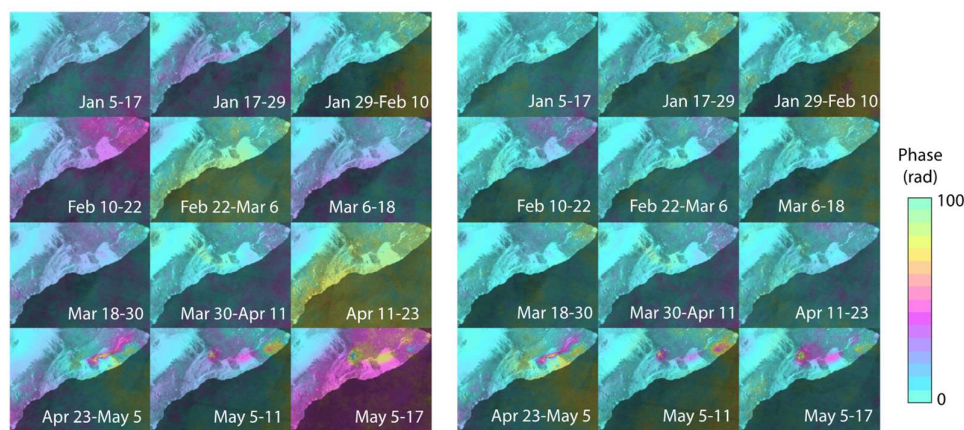 Jan 5-17
Jan 17-29
Jan 29-Feb 10
Feb 10-22
Feb 22-Mar 6
Mar 6-18
Mar 18-30
Mar 30-Apr 11
Apr 11-23
Apr 23-May 5
May 5-11
May 5-17
Jan 5-17
Jan 17-29
Jan 29-Feb 10
Feb 10-22
Feb 22-Mar 6
Mar 6-18
Mar 18-30
Mar 30-Apr 11
Apr 11-23
Apr 23-May 5
May 5-11
May 5-17
Phase
(rad)
100
0